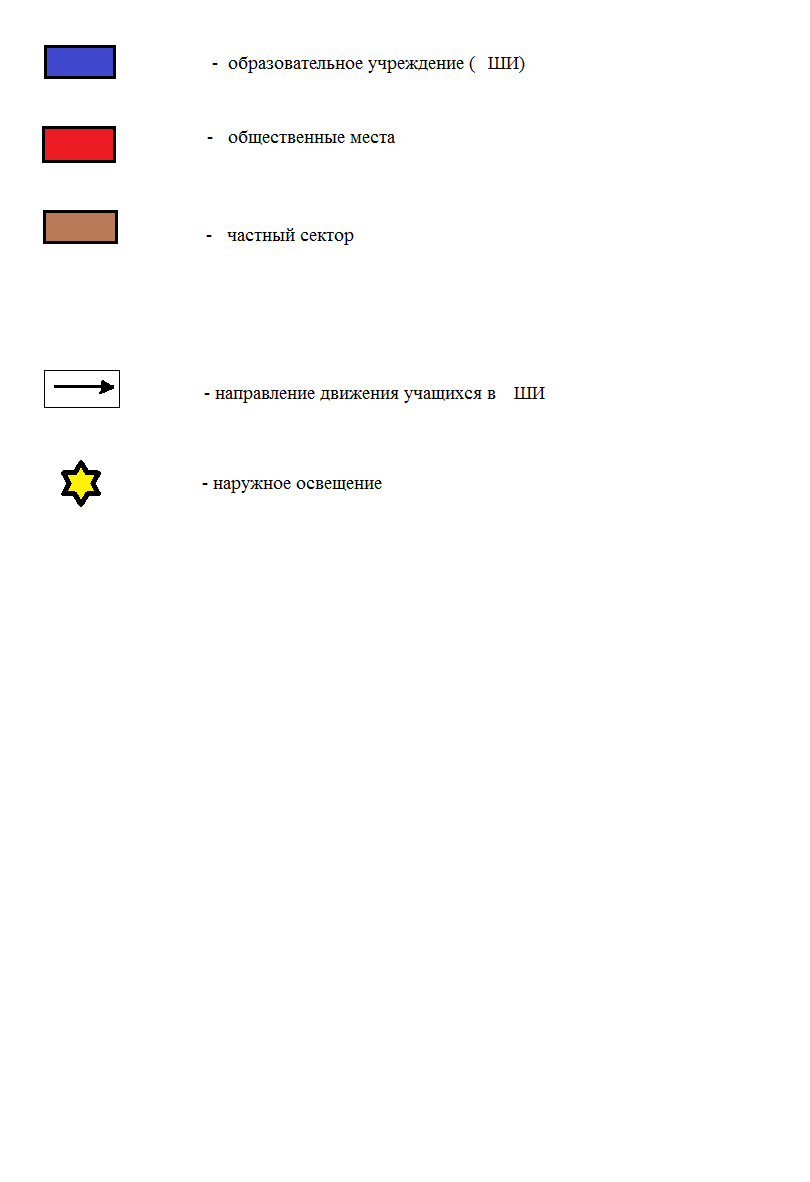 - образовательное учреждение ( ШИ)
- общественные места
- частный сектор
- направление движения учащихся в ШИ
- наружное освещение